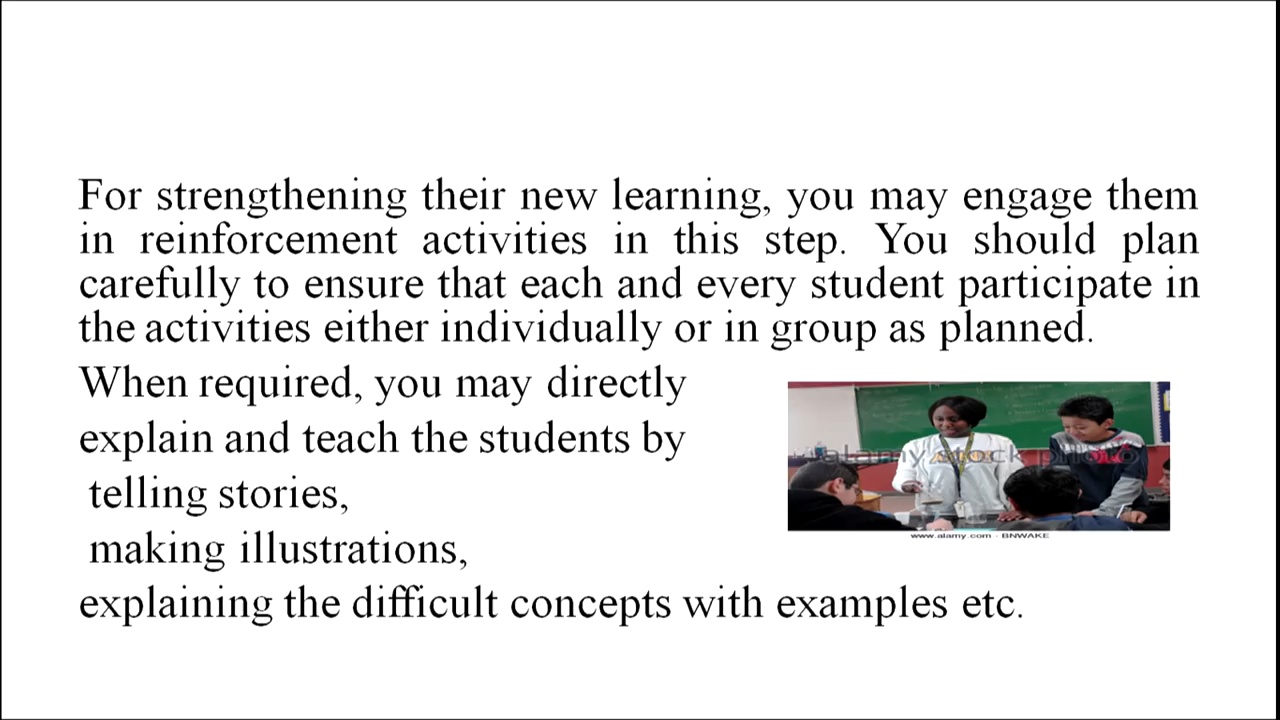 For strengthening their new learning, you may engage them
in reinforcement activities in this step. You should plan
carefully to ensure that each and every student participate in
the activities either individually or in group as planned.
When required, you may directly
explain and teach the students by
telling stories,
making illustrations,
explaining the difficult concepts with examples etc.
alamy stock photo
www.alamy.com - BNWAKE